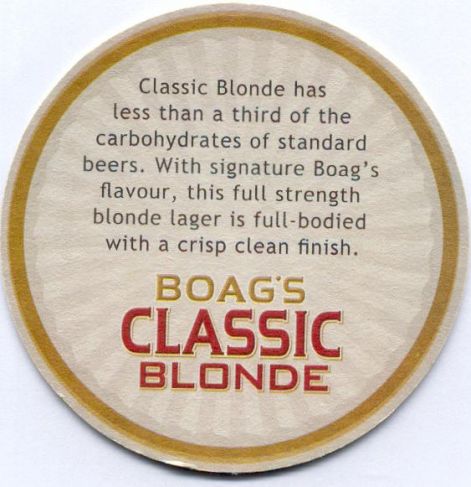 Classic Blonde has
less than a third of the
carbohydrates of standard
beers. With signature Boag's
flavour, this full strength
blonde lager is full-bodied
with a crisp clean finish.
BOAG'S
CLASSIC
BLONDE